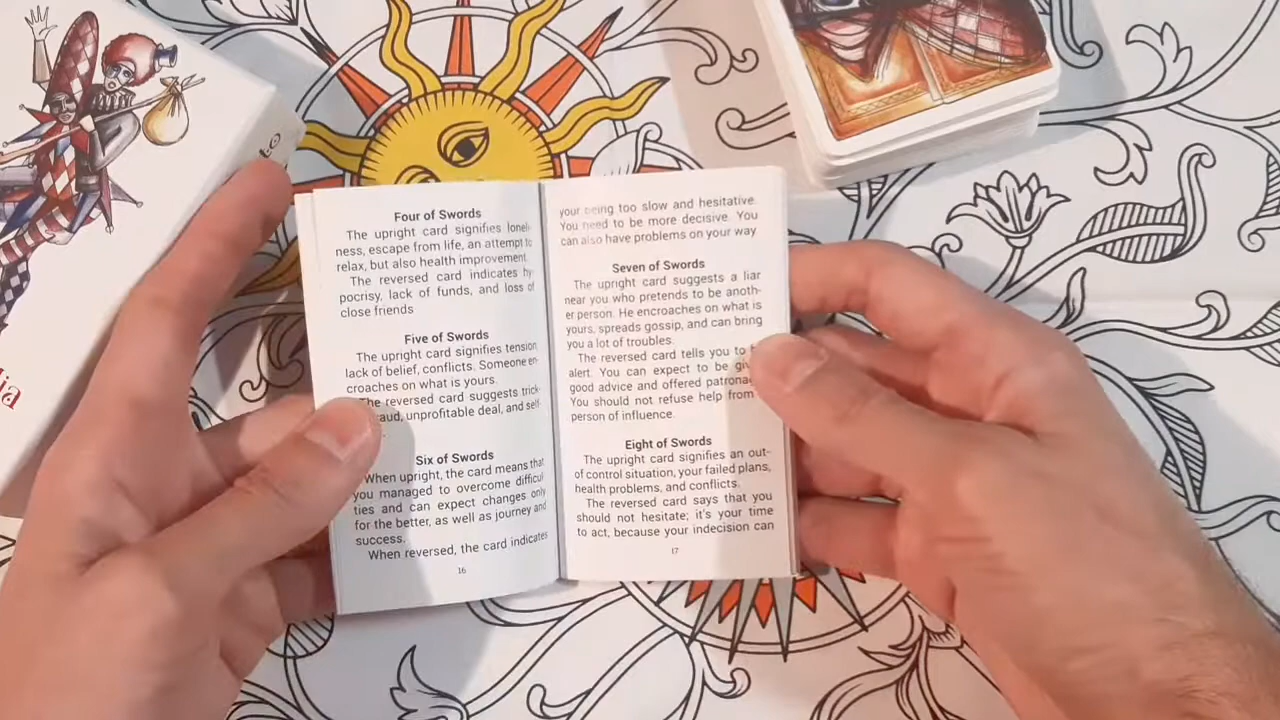 Four of Swords
The upright card signifies loneli-
ness, escape from life, an attempt to
relax, but also health improvement.
The reversed card indicates hy-
pocrisy, lack of funds, and loss of
close friends
Five of Swords
The upright card signifies tension,
lack of belief, conflicts. Someone en-
croaches on what is yours.
The reversed card suggests trick-
aud, unprofitable deal, and self-
Six of Swords
When upright, the card means that
you managed to overcome difficul
ties and can expect changes only
for the better, as well as journey and
success.
When reversed, the card indicates
16
your being too slow and hesitative.
You need to be more decisive. You
can also have problems on your way
Seven of Swords
The upright card suggests a liar
near you who pretends to be anoth-
er person. He encroaches on what is
yours, spreads gossip, and can bring
you a lot of troubles.
The reversed card tells you to
alert. You can expect to be
good advice and offered
You should not refuse help from
person of influence.
Eight of Swords
The upright card signifies an out-
of control situation, your failed plans,
health problems, and conflicts.
The reversed card says that you
should not hesitate; it's your time
to act, because your indecision can
17